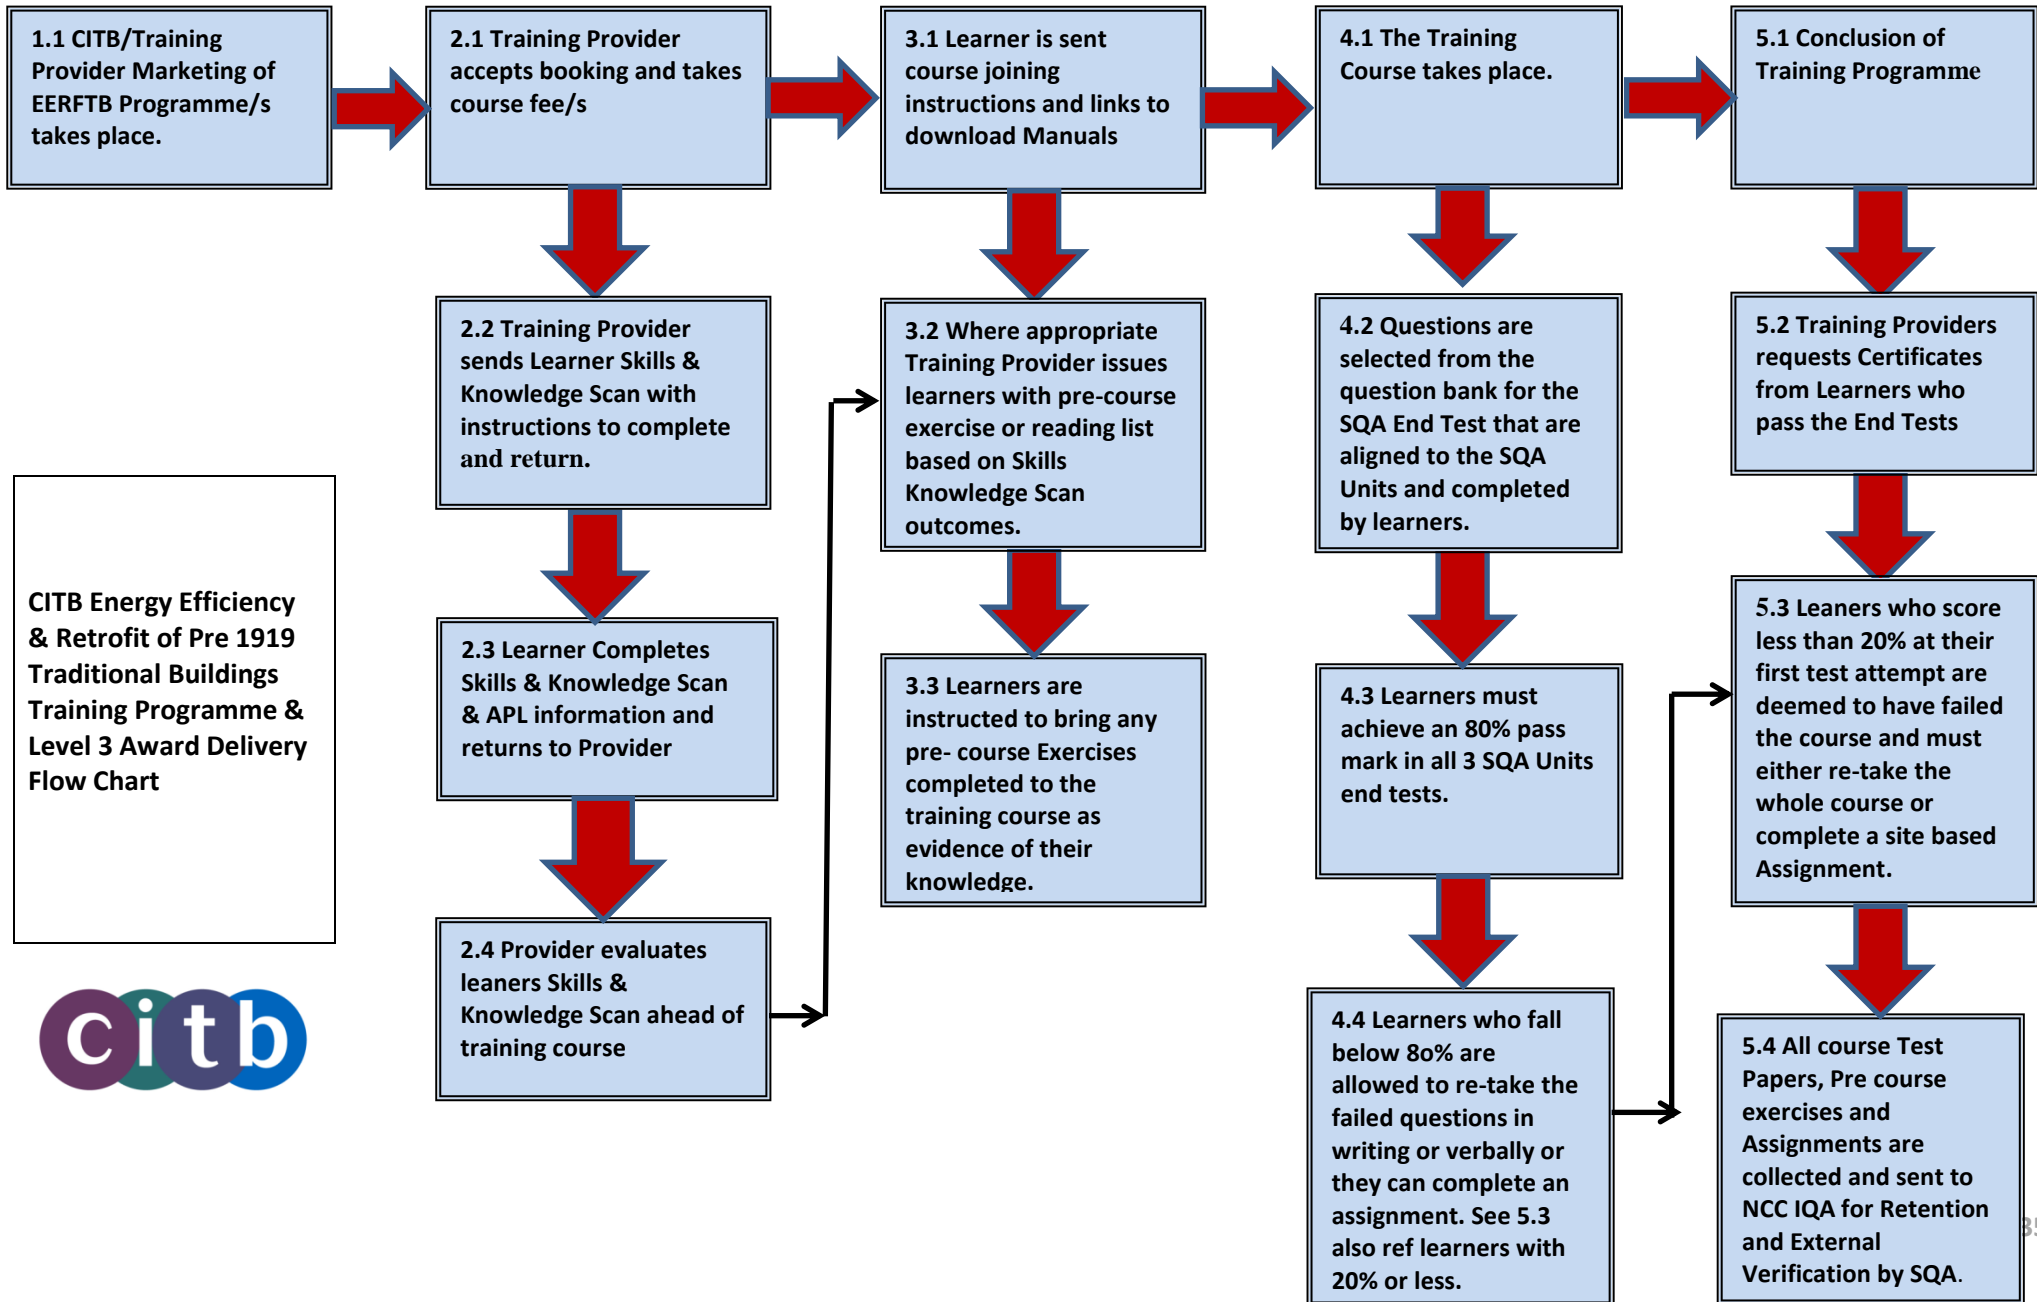 1.1 CITB/Training
Provider Marketing of
EERFTB Programme/s
takes place.
2.1 Training Provider
accepts booking and takes
course fee/s
3.1 Learner is sent
course joining
instructions and links to
download Manuals
4.1 The Training
Course takes place.
5.1 Conclusion of
Training Programme
2.2 Training Provider
sends Learner Skills &
Knowledge Scan with
instructions to complete
and return.
3.2 Where appropriate
Training Provider issues
learners with pre-course
exercise or reading list
based on Skills
Knowledge Scan
outcomes.
4.2 Questions are
selected from the
question bank for the
SQA End Test that are
aligned to the SQA
Units and completed
by learners.
5.2 Training Providers
requests Certificates
from Learners who
pass the End Tests
CITB Energy Efficiency
& Retrofit of Pre 1919
Traditional Buildings
Training Programme &
Level 3 Award Delivery
Flow Chart
2.3 Learner Completes
Skills & Knowledge Scan
& APL information and
returns to Provider
3.3 Learners are
instructed to bring any
pre- course Exercises
completed to the
training course as
evidence of their
knowledge.
4.3 Learners must
achieve an 80% pass
mark in all 3 SQA Units
end tests.
5.3 Leaners who score
less than 20% at their
first test attempt are
deemed to have failed
the course and must
either re-take the
whole course or
complete a site based
Assignment.
2.4 Provider evaluates
leaners Skills &
Knowledge Scan ahead of
training course
4.4 Learners who fall
below 8o% are
allowed to re-take the
failed questions in
writing or verbally or
they can complete an
assignment. See 5.3
also ref learners with
20% or less.
5.4 All course Test
Papers, Pre course
exercises and
Assignments are
collected and sent to
NCC IQA for Retention
and External
Verification by SQA.
citb
35